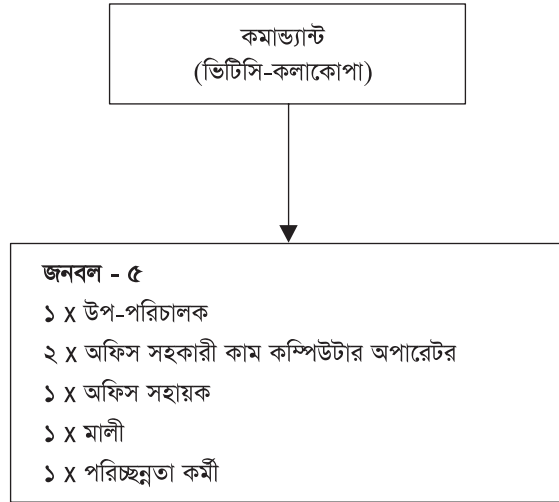 কমান্ড্যান্ট
(ভিটিসি-কলাকোপা)
জনবল - ৫
১ x উপ-পরিচালক
২ x অফিস সহকারী কাম কম্পিউটার অপারেটর
১ x অফিস সহায়ক
১ x মালী
১ x পরিচ্ছন্নতা কর্মী